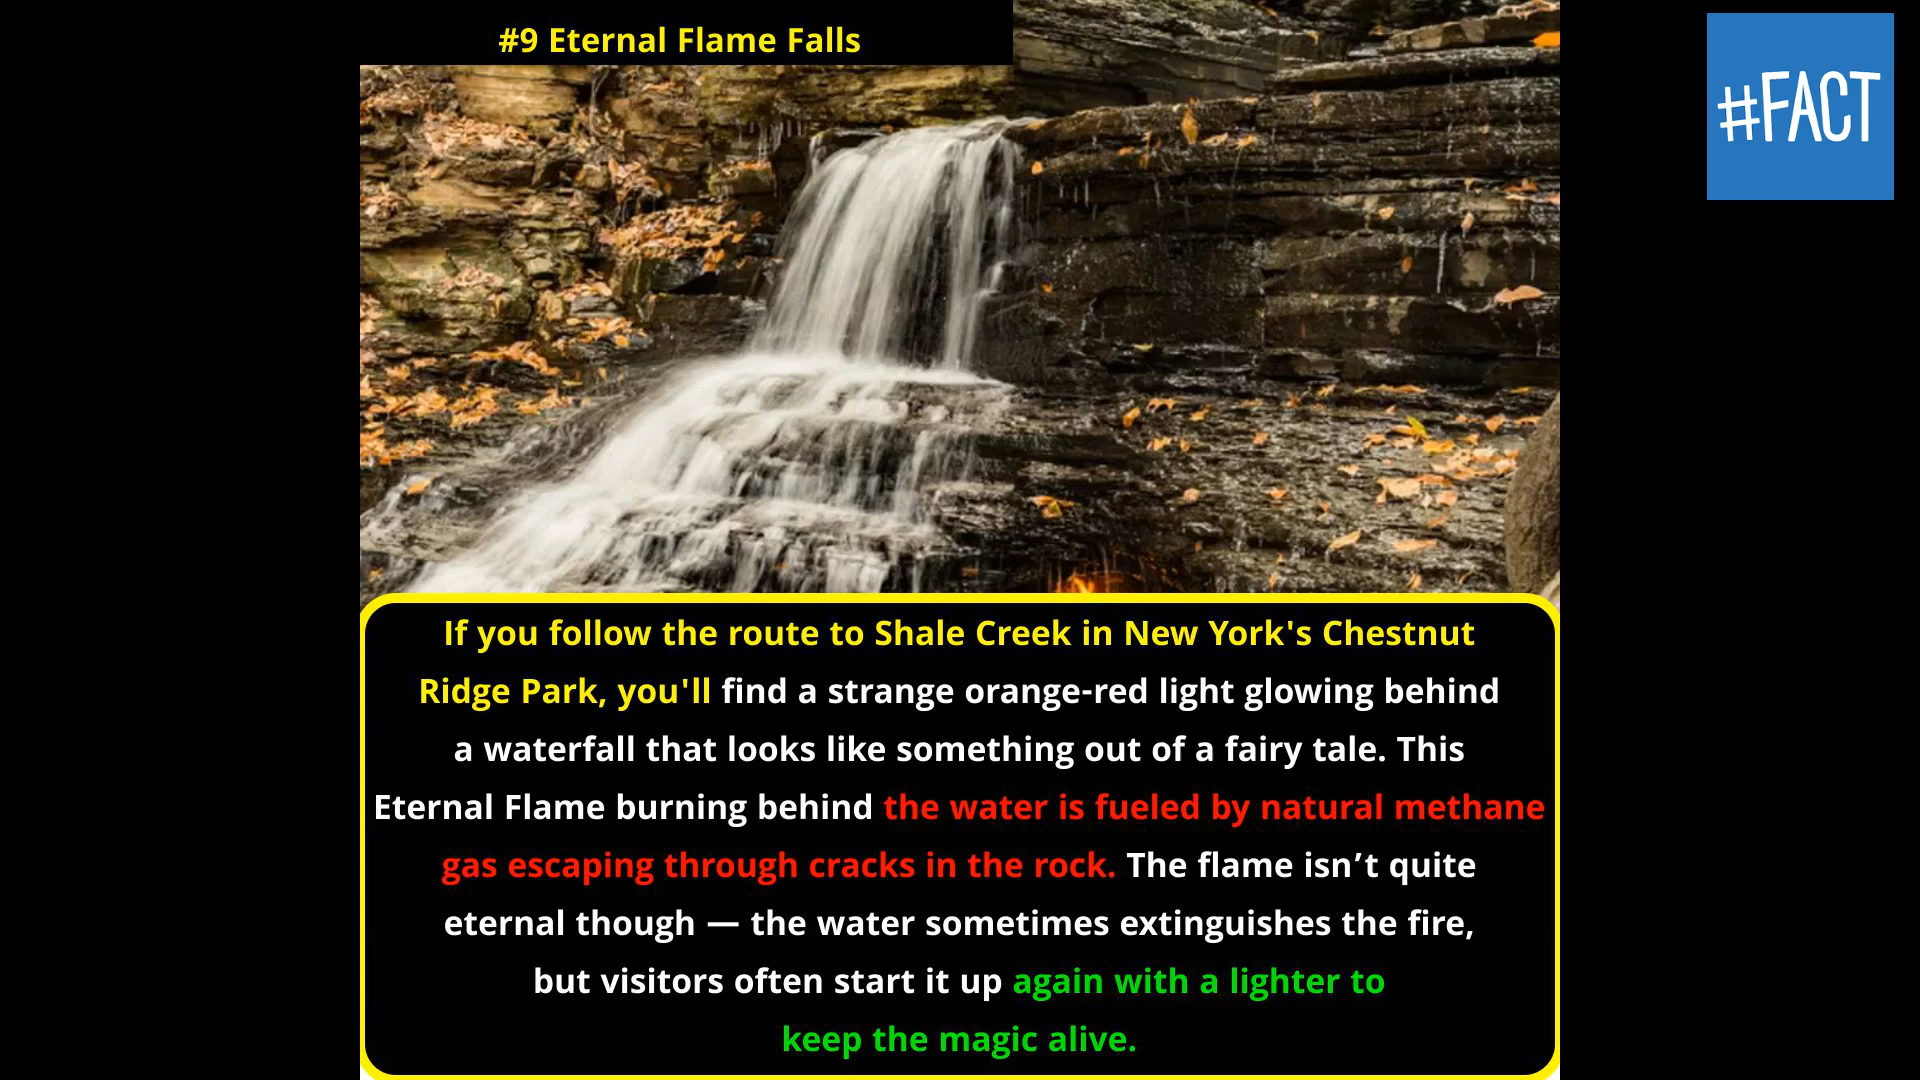 #9 Eternal Flame Falls
#FACT
If you follow the route to Shale Creek in New York's Chestnut
Ridge Park, you'll find a strange orange-red light glowing behind
a waterfall that looks like something out of a fairy tale. This
Eternal Flame burning behind the water is fueled by natural methane
gas escaping through cracks in the rock. The flame isn’t quite
eternal though — the water sometimes extinguishes the fire,
but visitors often start it up again with a lighter to
keep the magic alive.